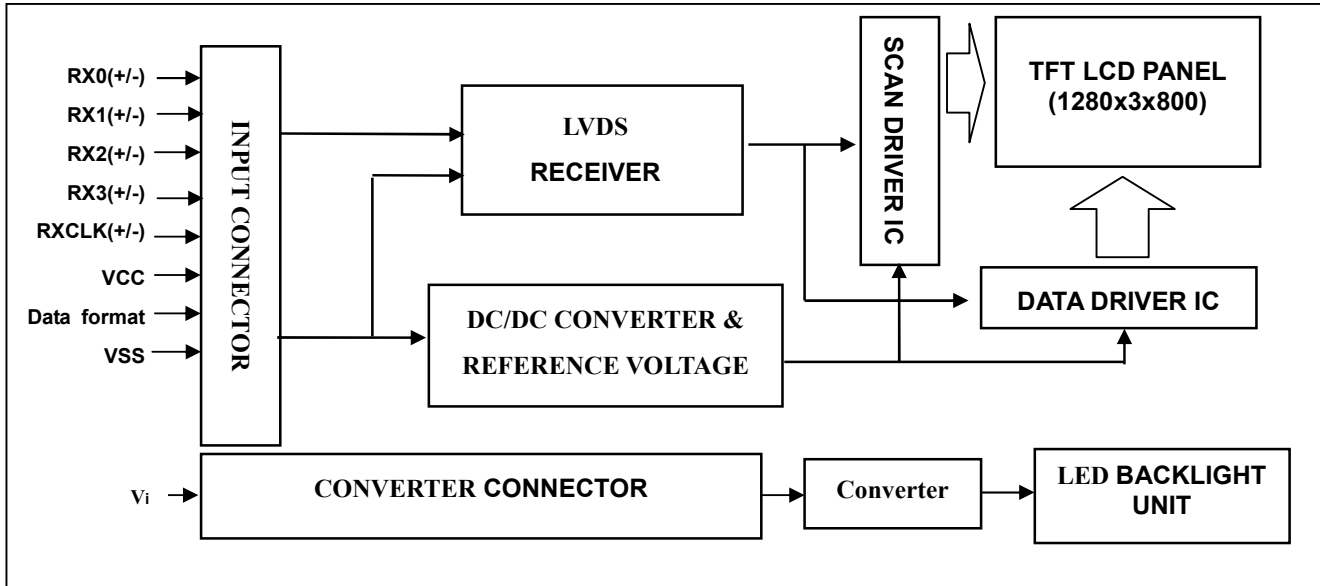 RX0(+/-)
RX1(+/-)
RX2(+/-)
RX3(+/-)
RXCLK(+/-)
VCC
Data format
VSS
INPUT CONNECTOR
LVDS
RECEIVER
DC/DC CONVERTER &
REFERENCE VOLTAGE
SCAN DRIVER IC
TFT LCD PANEL
(1280x3x800)
DATA DRIVER IC
Vi
CONVERTER CONNECTOR
Converter
LED BACKLIGHT
UNIT